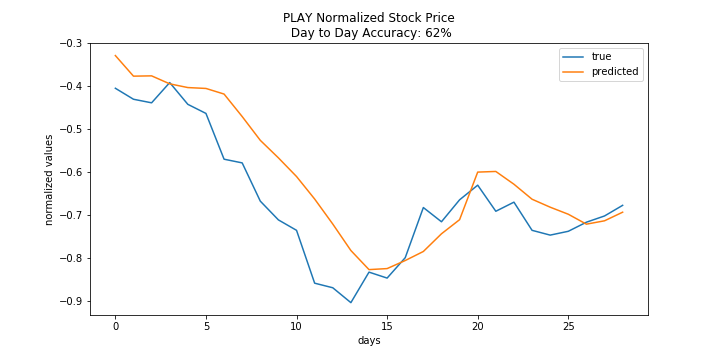 PLAY Normalized Stock Price
Day to Day Accuracy: 62%
true
predicted
normalized values
−0.3
−0.4
−0.5
−0.6
−0.7
−0.8
−0.9
0
5
10
15
20
25
days